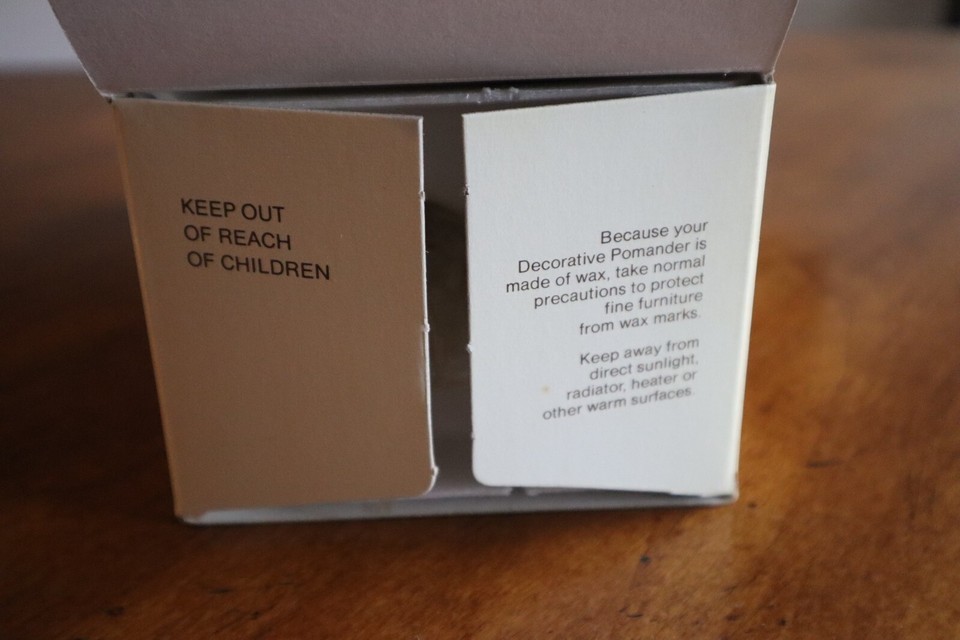 KEEP OUT
OF REACH
OF CHILDREN
Because your
Decorative Pomander is
made of wax, take normal
precautions to protect
fine furniture
from wax marks.
Keep away from
direct sunlight,
radiator, heater or
other warm surfaces.